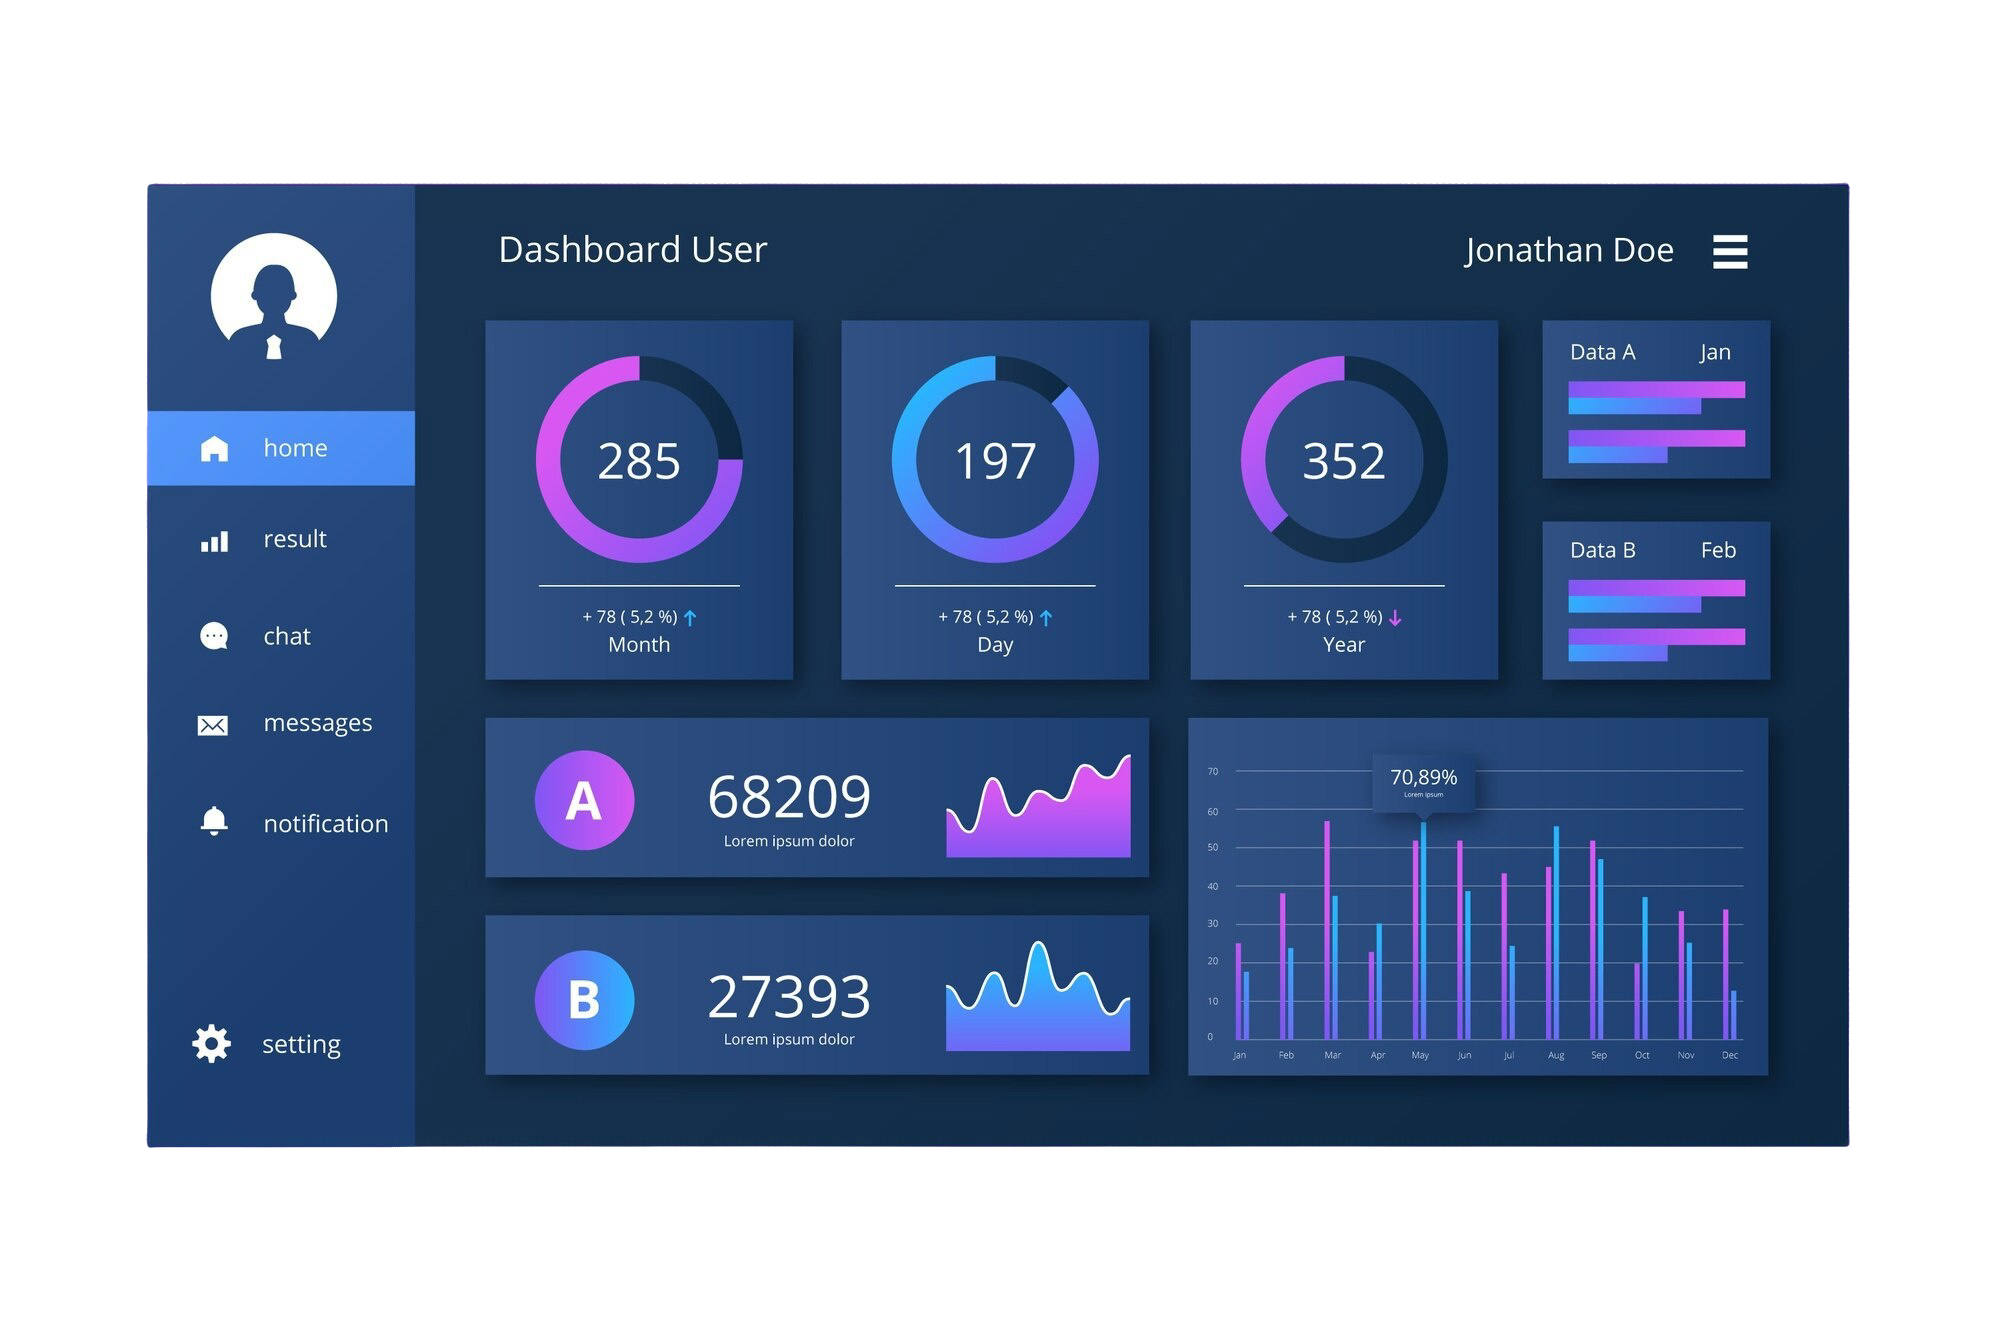 Dashboard User
Jonathan Doe
home
result
chat
messages
notification
setting
285
+ 78 ( 5,2 %)
Month
197
+ 78 ( 5,2 %)
Day
352
+ 78 ( 5,2 %)
Year
Data A Jan
Data B Feb
A
68209
Lorem ipsum dolor
B
27393
Lorem ipsum dolor
70,89%
Lorem ipsum
70
60
50
40
30
20
10
0
Jan Feb Mar Apr May Jun Jul Aug Sep Oct Nov Dec